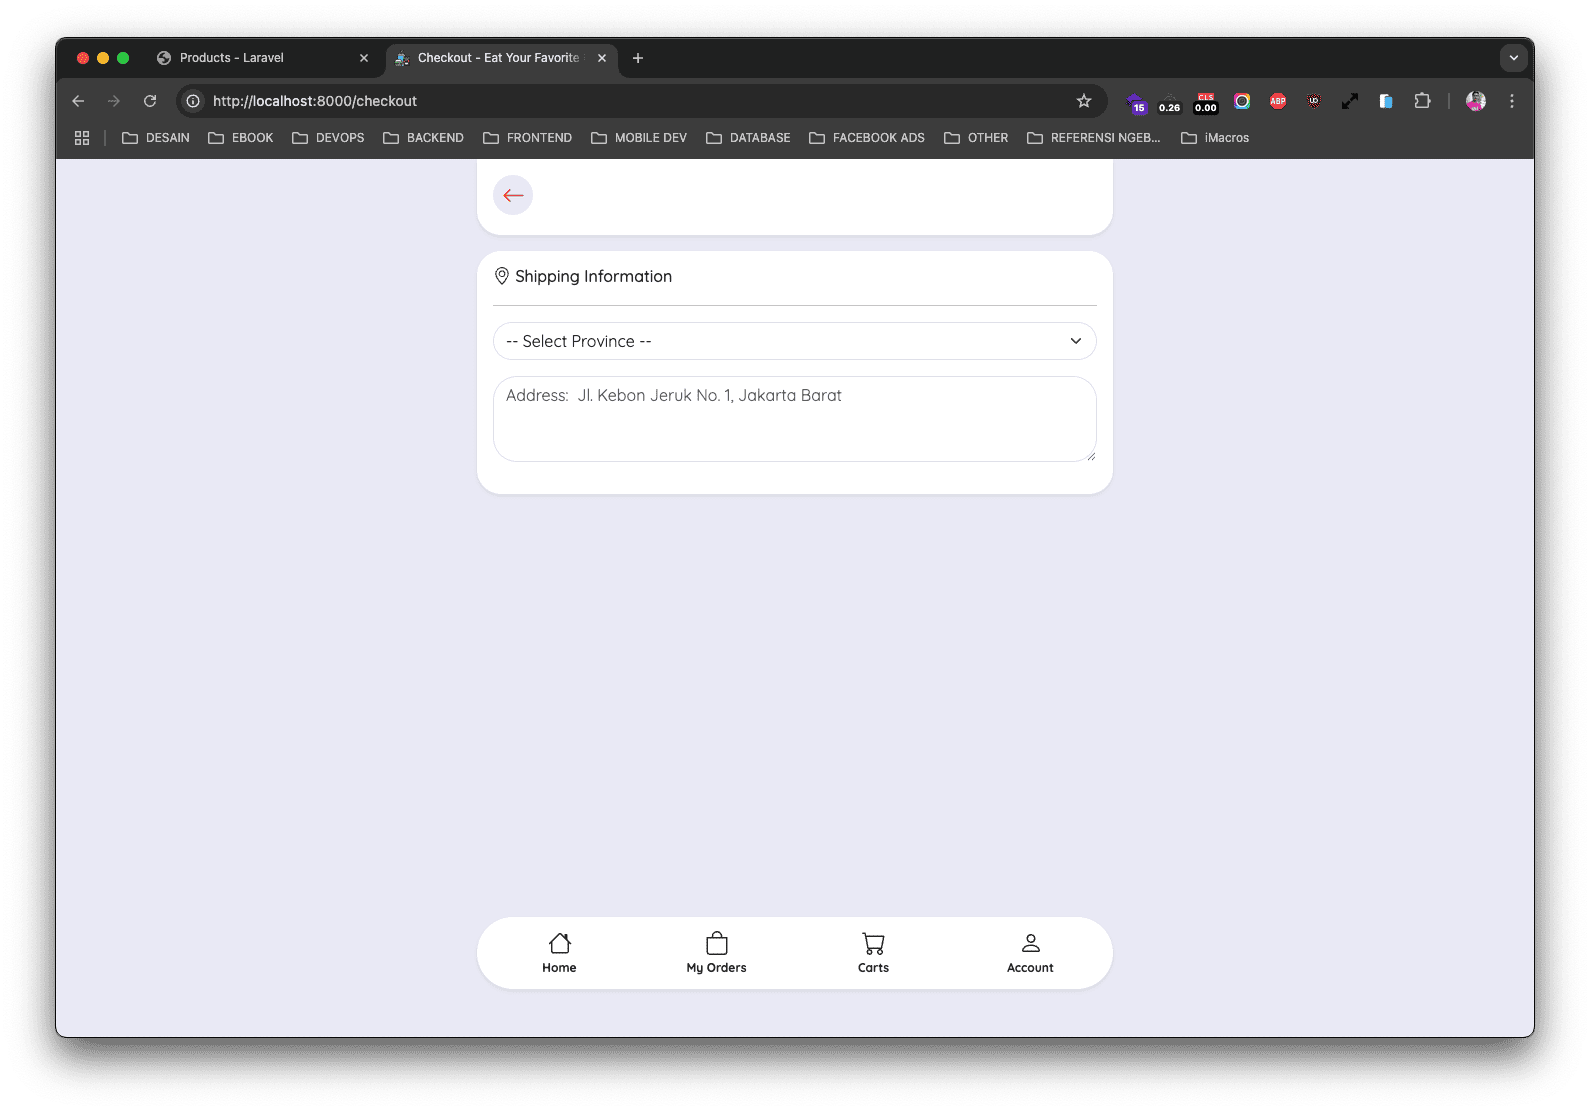 Products - Laravel
Checkout - Eat Your Favorite
http://localhost:8000/checkout
15
0.26
CLS
0.00
ABP
UD
DESAIN
EBOOK
DEVOPS
BACKEND
FRONTEND
MOBILE DEV
DATABASE
FACEBOOK ADS
OTHER
REFERENSI NGEB...
iMacros
Shipping Information
-- Select Province --
Address: Jl. Kebon Jeruk No. 1, Jakarta Barat
Home
My Orders
Carts
Account